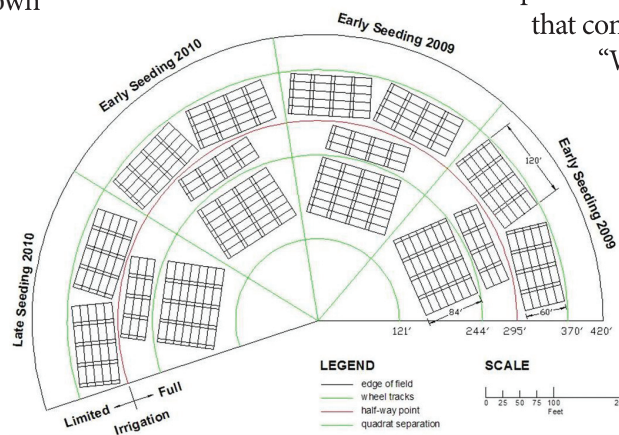 own
that con
"W
Early Seeding 2010
Early Seeding 2009
Early Seeding 2009
Late Seeding 2010
120'
84'
60'
121'
244'
295'
370'
420'
Limited
Full
Irrigation
LEGEND
edge of field
wheel tracks
half-way point
quadrat separation
SCALE
0 25 50 75 100 2
Feet